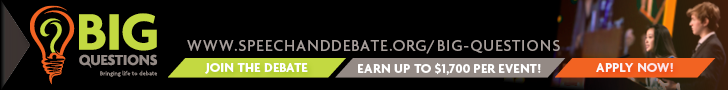 BIG
QUESTIONS
Bringing life to debate
WWW.SPEECHANDDEBATE.ORG/BIG-QUESTIONS
JOIN THE DEBATE
EARN UP TO $1,700 PER EVENT!
APPLY NOW!